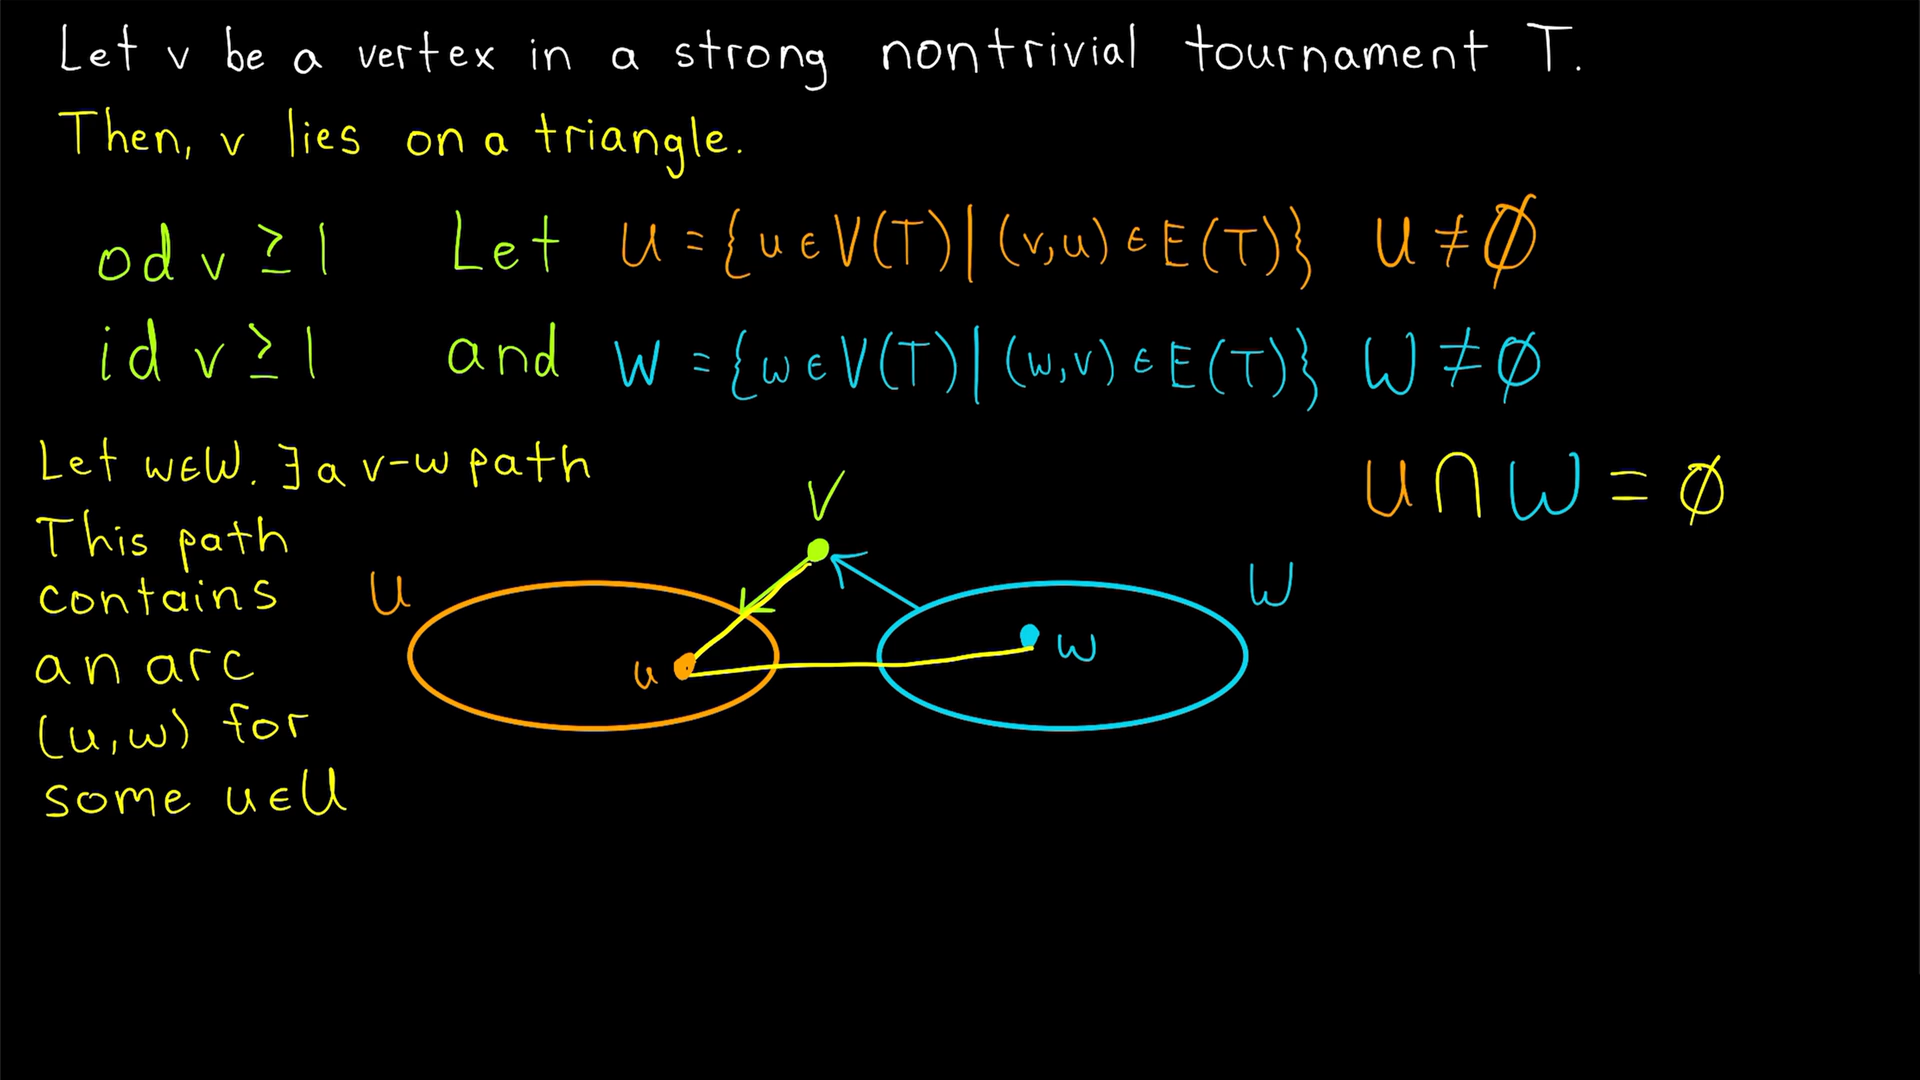 Let v be a vertex in a strong nontrivial tournament T.
Then, v lies on a triangle.
od v ≥ 1 Let U = {u ∈ V(T) | (v,u) ∈ E(T)} U ≠ ∅
id v ≥ 1 and W = {w ∈ V(T) | (w,v) ∈ E(T)} W ≠ ∅
Let w∈W. ∃ a v-w path
This path
contains
an arc
(u,w) for
some u∈U
U ∩ W = ∅
V
U
W
u
w